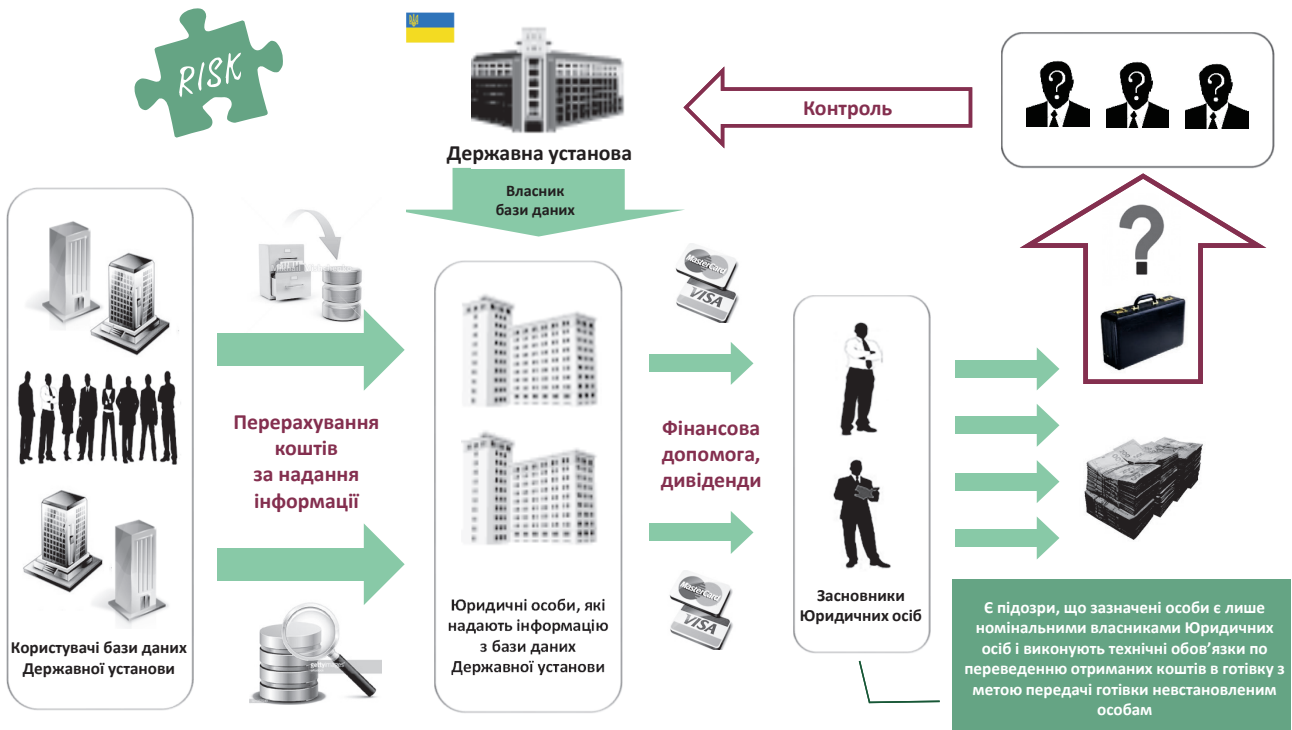 RISK
Державна установа
Власник
бази даних
Контроль
Користувачі бази даних
Державної установи
Перерахування
коштів
за надання
інформації
Юридичні особи, які
надають інформацію
з бази даних
Державної установи
MasterCard
VISA
Фінансова
допомога,
дивіденди
MasterCard
VISA
Засновники
Юридичних осіб
?
?
?
?
Є підозри, що зазначені особи є лише
номінальними власниками Юридичних
осіб і виконують технічні обов’язки по
переведенню отриманих коштів в готівку з
метою передачі готівки невстановленим
особам